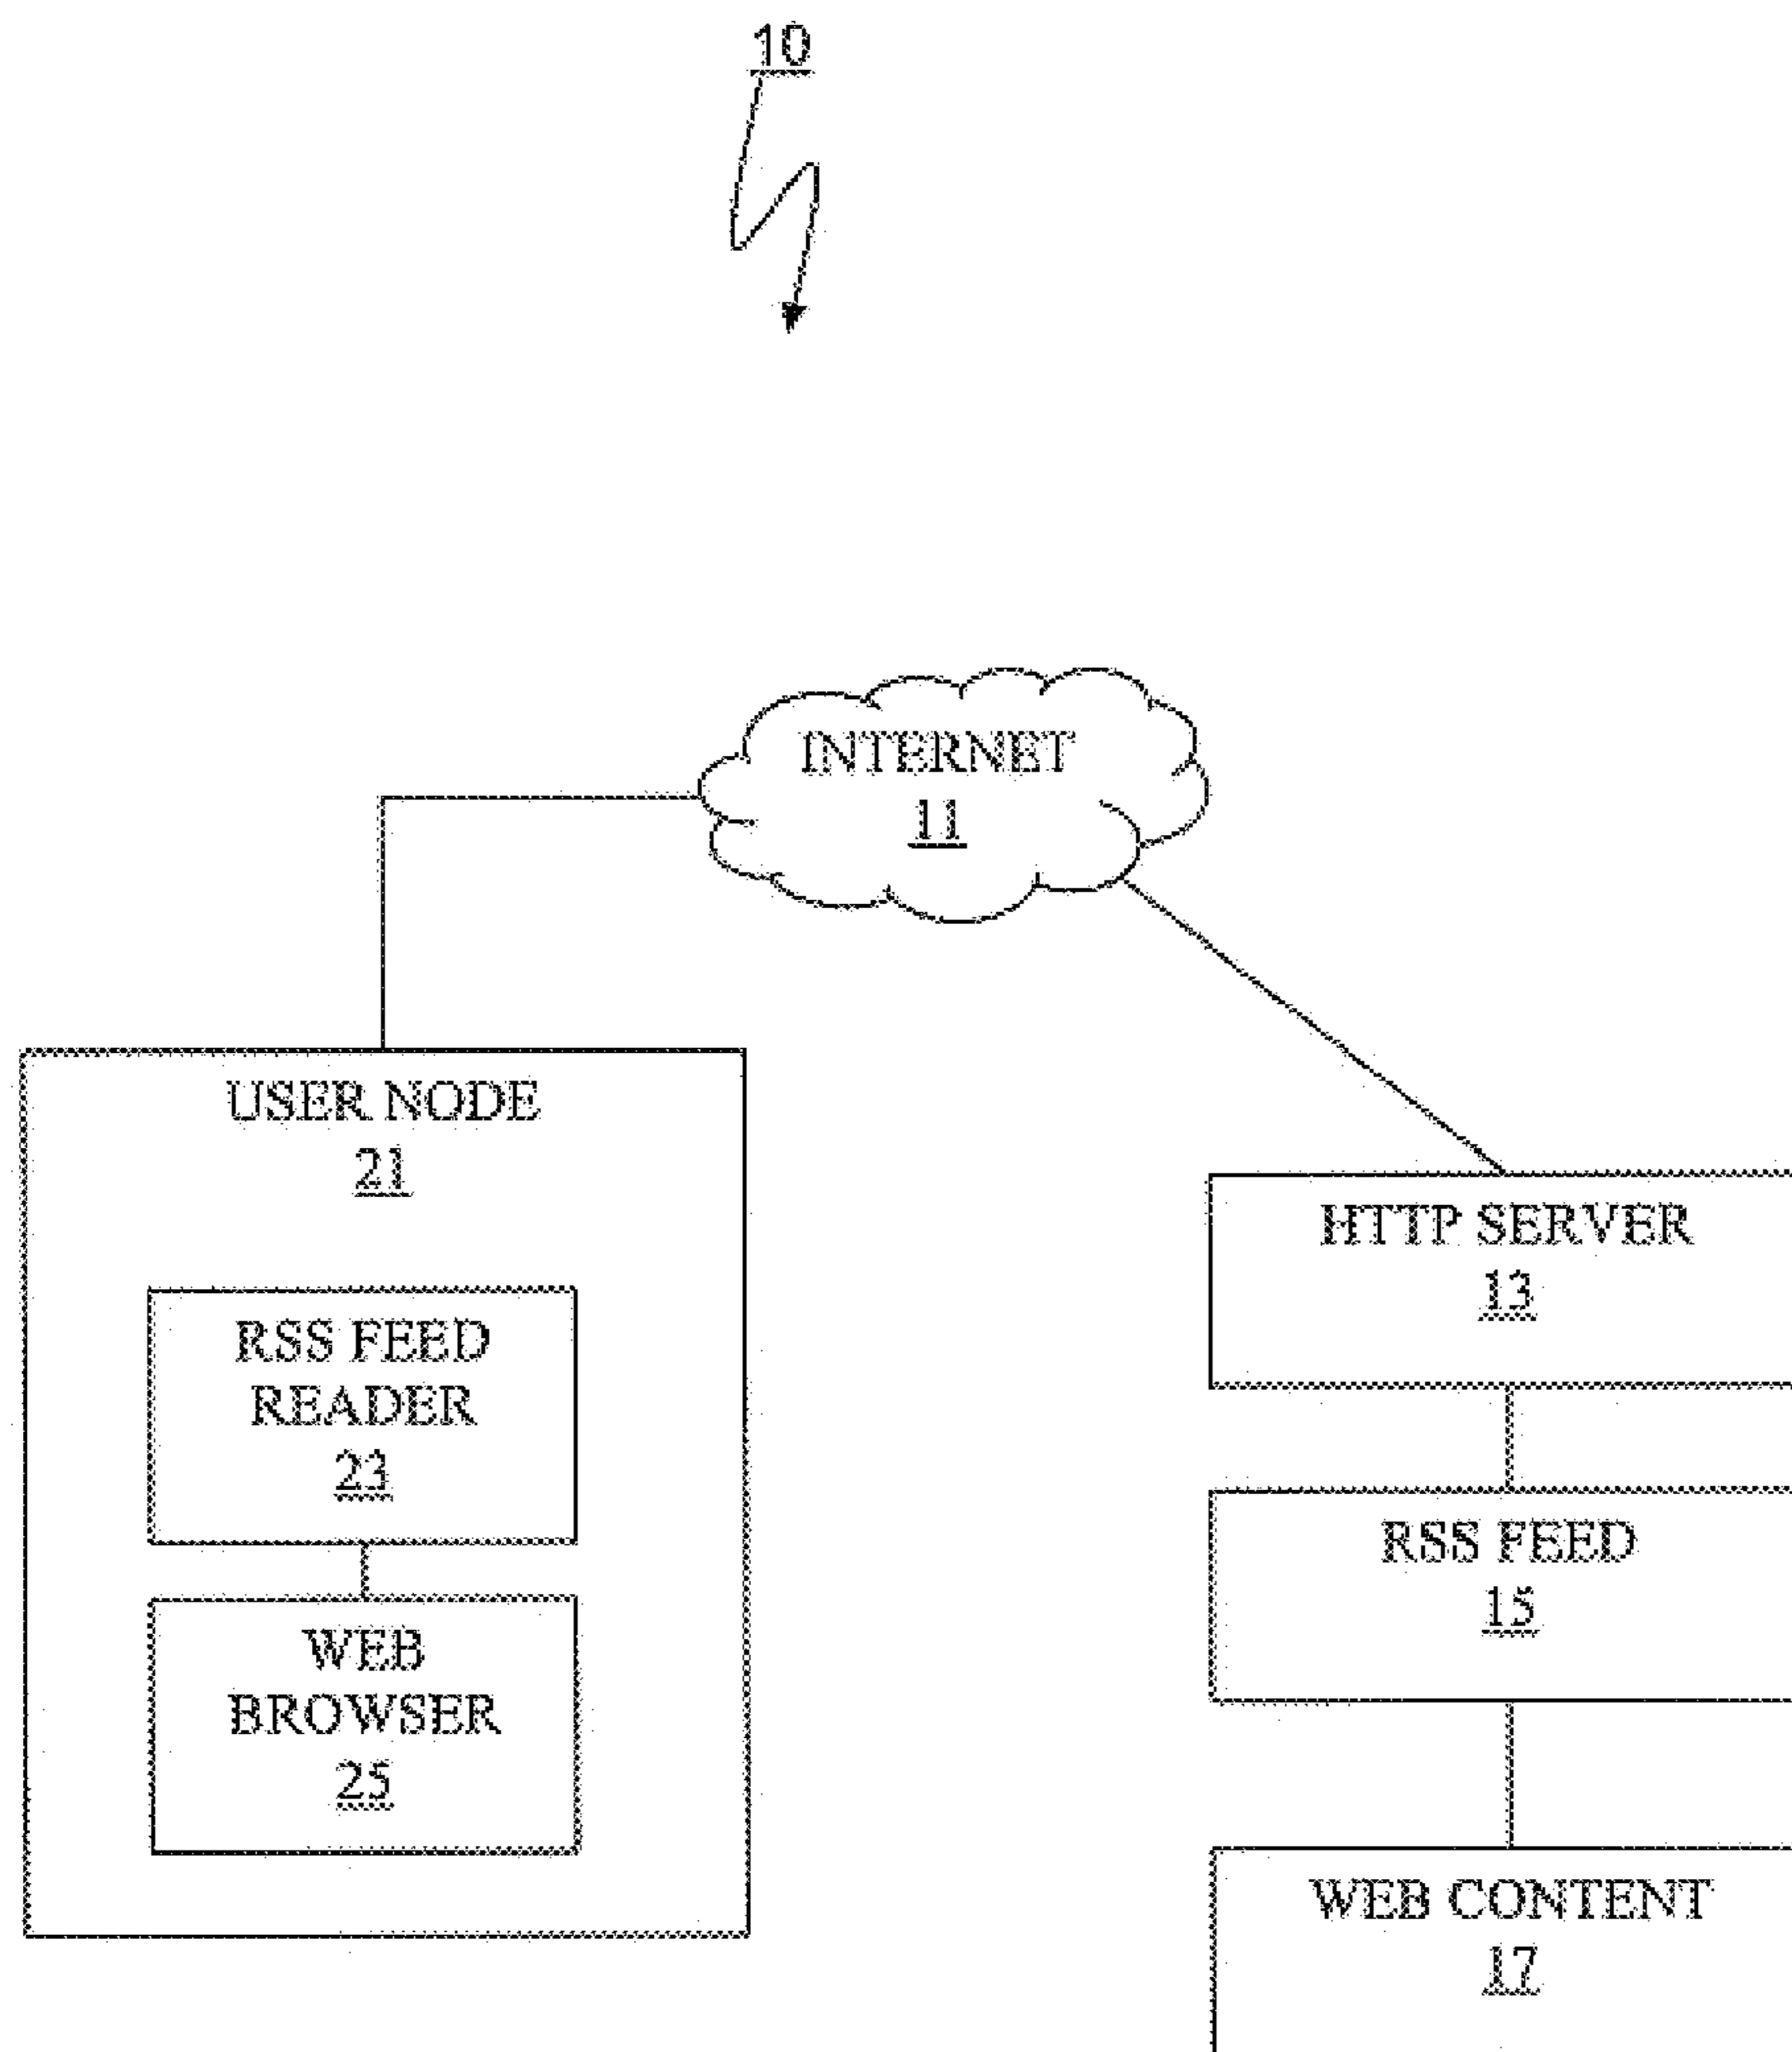 10
INTERNET
11
USER NODE
21
RSS FEED
READER
23
WEB
BROWSER
25
HTTP SERVER
13
RSS FEED
15
WEB CONTENT
17